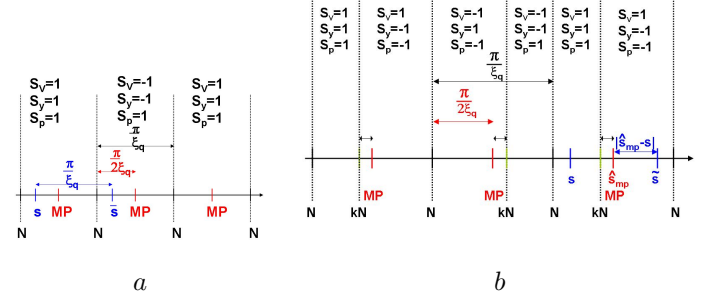 S_V=1
S_y=1
S_p=1
S_V=-1
S_y=-1
S_p=1
S_V=1
S_y=1
S_p=1
π/ξ_q
π/2ξ_q
π/ξ_q
s MP s̄ MP MP
N N N N
a
S_v=1
S_y=1
S_p=1
S_v=1
S_y=-1
S_p=-1
S_v=-1
S_y=-1
S_p=1
S_v=-1
S_y=1
S_p=-1
S_v=1
S_y=1
S_p=1
S_v=1
S_y=-1
S_p=-1
π/ξ_q
π/2ξ_q
|ŝ_mp-s|
s ŝ_mp s̃
MP MP MP
N kN N kN N kN N
b